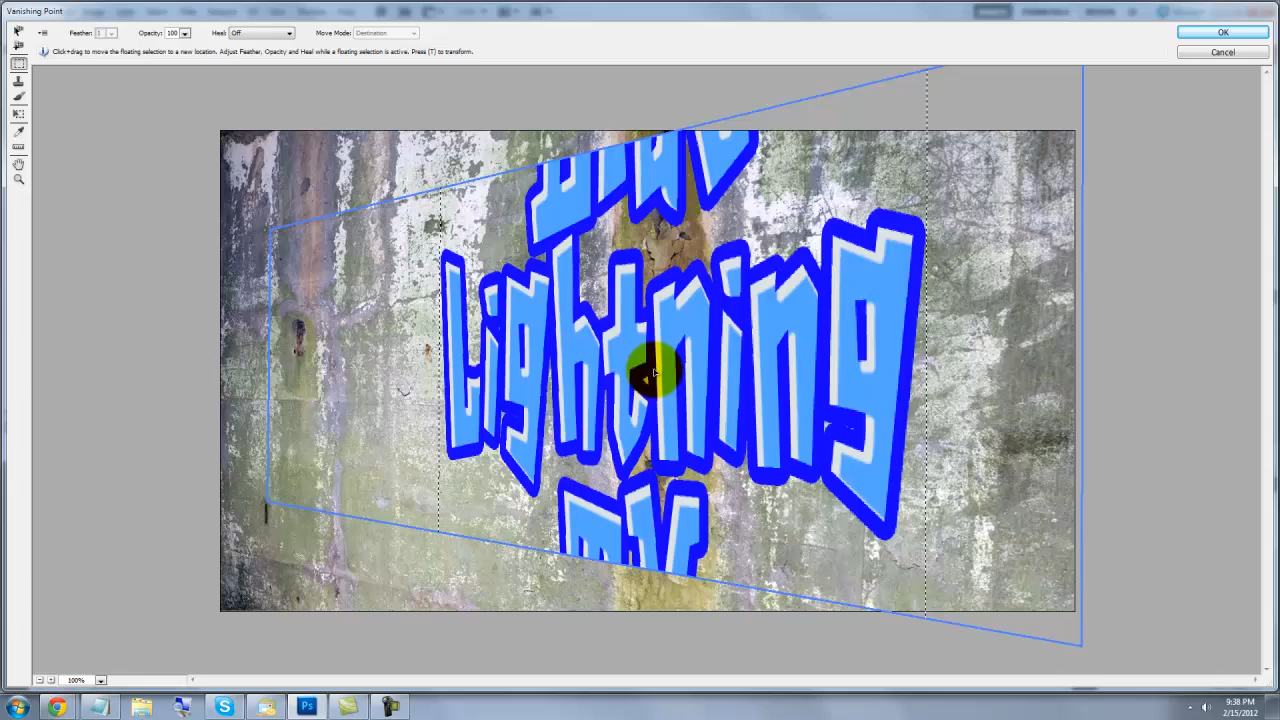 Vanishing Point
Feather: 1 Opacity: 100 Heal: Off Move Mode: Destination
OK
Click+drag to move the floating selection to a new location. Adjust Feather, Opacity and Heal while a floating selection is active. Press (T) to transform.
Cancel
Lightning
my
100%
9:38 PM
2/15/2012